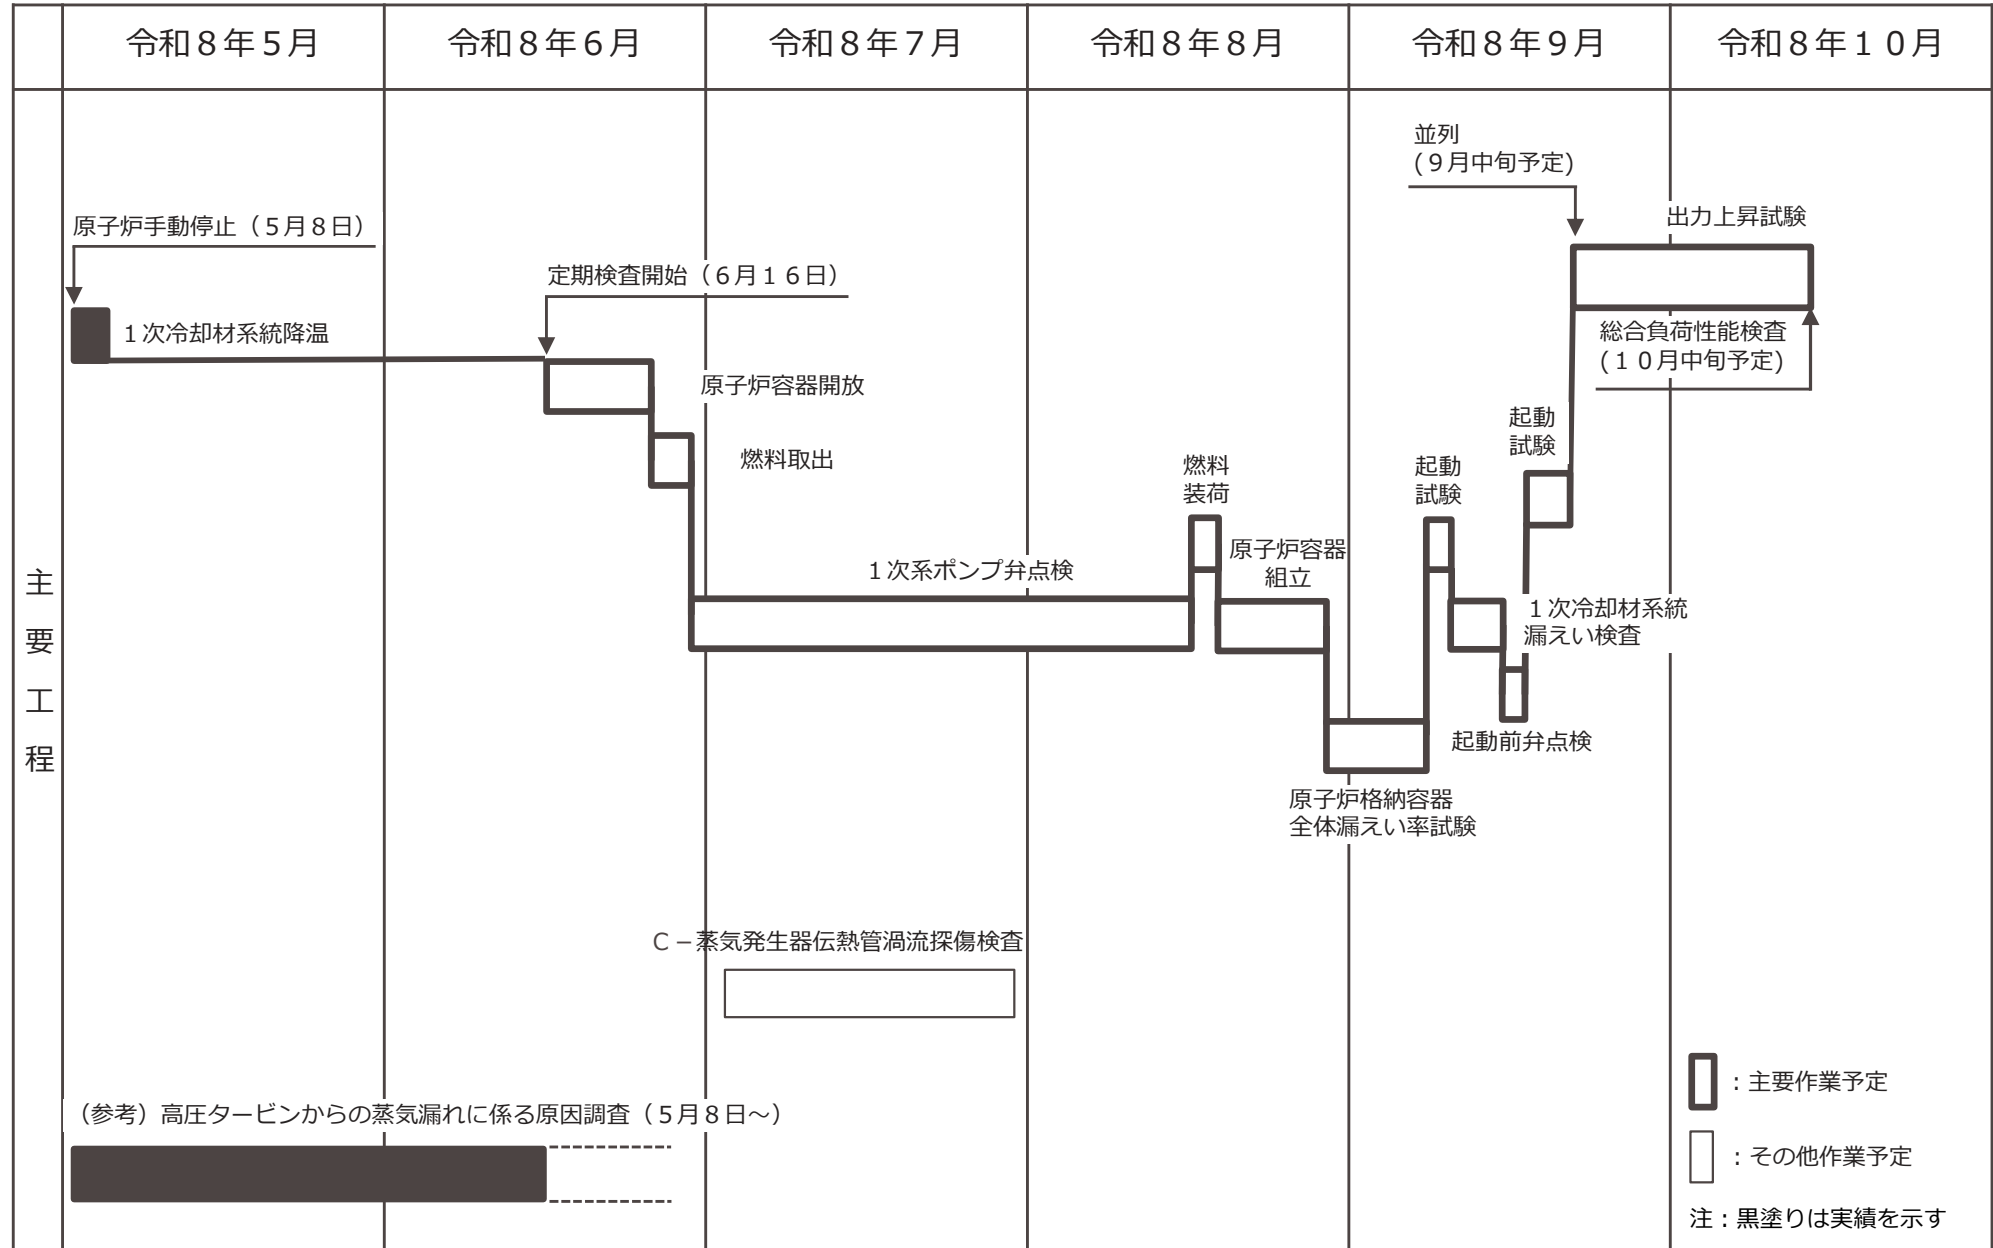 令和８年５月
令和８年６月
令和８年７月
令和８年８月
令和８年９月
令和８年１０月
主要工程
並列
(９月中旬予定)
出力上昇試験
原子炉手動停止（５月８日）
定期検査開始（６月１６日）
１次冷却材系統降温
総合負荷性能検査
(１０月中旬予定)
原子炉容器開放
起動
試験
燃料取出
燃料
装荷
起動
試験
原子炉容器
組立
１次系ポンプ弁点検
１次冷却材系統
漏えい検査
起動前弁点検
原子炉格納容器
全体漏えい率試験
Ｃ－蒸気発生器伝熱管渦流探傷検査
（参考）高圧タービンからの蒸気漏れに係る原因調査（５月８日～）
：主要作業予定
：その他作業予定
注：黒塗りは実績を示す